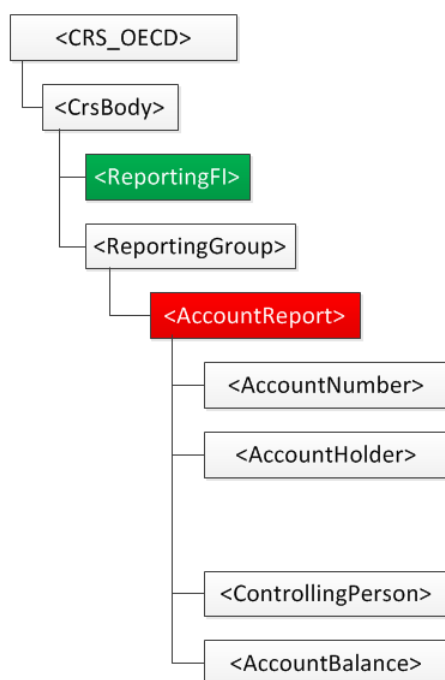 <CRS_OECD>
<CrsBody>
<ReportingFI>
<ReportingGroup>
<AccountReport>
<AccountNumber>
<AccountHolder>
<ControllingPerson>
<AccountBalance>